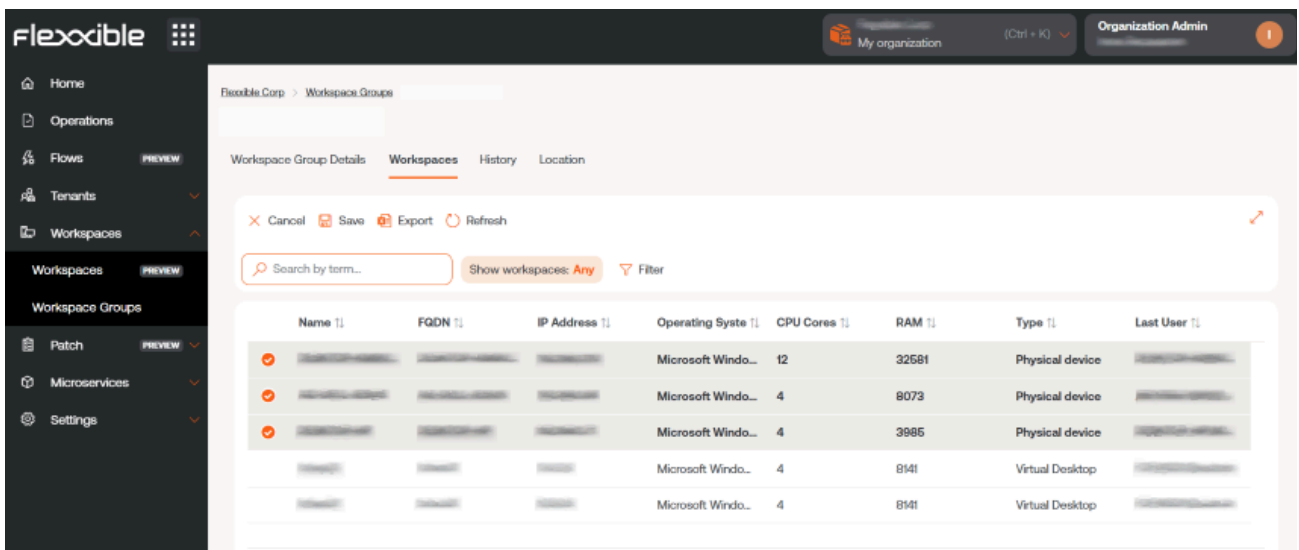 Flexxible
My organization
(Ctrl + K)
Organization Admin
I
Home
Operations
Flows PREVIEW
Tenants
Workspaces
Workspaces PREVIEW
Workspace Groups
Patch PREVIEW
Microservices
Settings
Flexxible Corp > Workspace Groups
Workspace Group Details Workspaces History Location
Cancel Save Export Refresh
Search by term... Show workspaces: Any Filter
Name FQDN IP Address Operating Syste CPU Cores RAM Type Last User
Microsoft Windo... 12 32581 Physical device
Microsoft Windo... 4 8073 Physical device
Microsoft Windo... 4 3985 Physical device
Microsoft Windo... 4 8141 Virtual Desktop
Microsoft Windo... 4 8141 Virtual Desktop